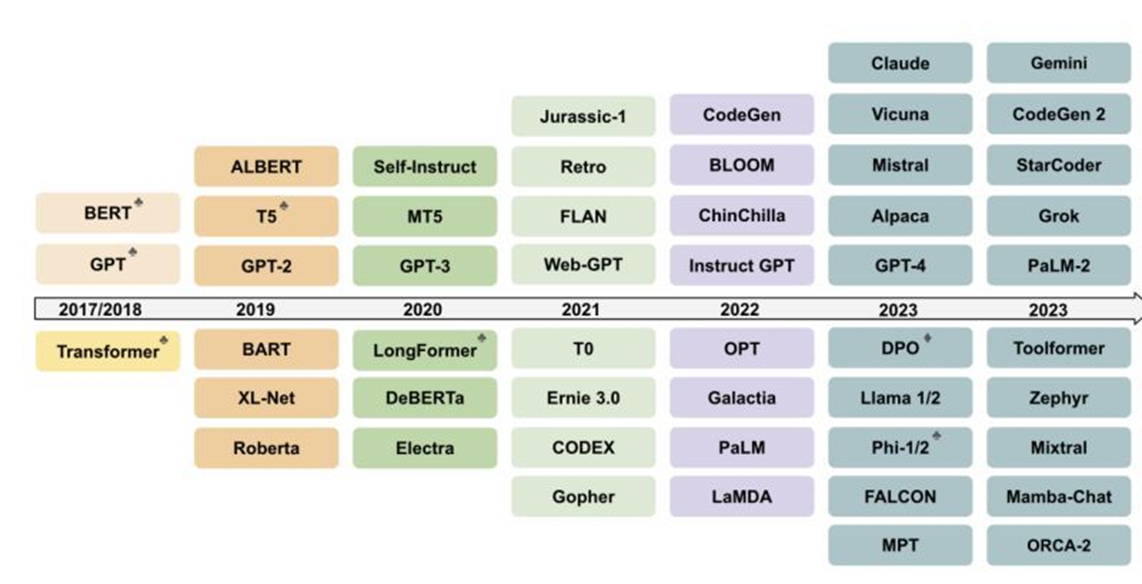 Claude Gemini
Jurassic-1 CodeGen Vicuna CodeGen 2
ALBERT Self-Instruct Retro BLOOM Mistral StarCoder
BERT♣ T5♣ MT5 FLAN ChinChilla Alpaca Grok
GPT♣ GPT-2 GPT-3 Web-GPT Instruct GPT GPT-4 PaLM-2
2017/2018 2019 2020 2021 2022 2023 2023
Transformer♣ BART LongFormer♣ T0 OPT DPO♦ Toolformer
XL-Net DeBERTa Ernie 3.0 Galactia Llama 1/2 Zephyr
Roberta Electra CODEX PaLM Phi-1/2♣ Mixtral
Gopher LaMDA FALCON Mamba-Chat
MPT ORCA-2